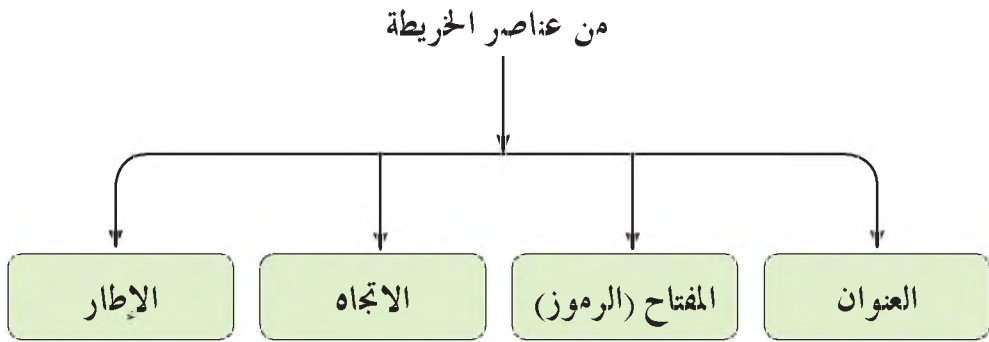 من عناصر الخريطة
العنوان
المفتاح (الرموز)
الاتجاه
الإطار